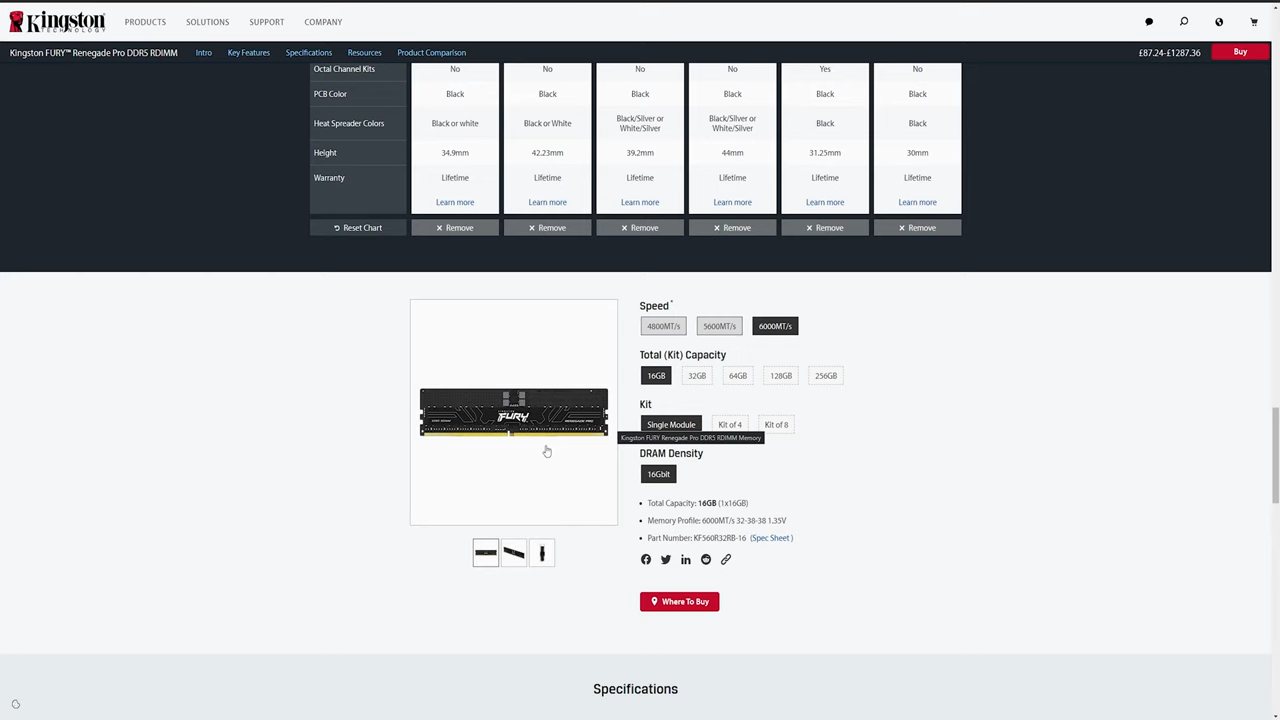 Kingston
TECHNOLOGY
PRODUCTS SOLUTIONS SUPPORT COMPANY
Kingston FURY™ Renegade Pro DDR5 RDIMM Intro Key Features Specifications Resources Product Comparison £87.24-£1287.36 Buy
Octal Channel Kits No No No No Yes No
PCB Color Black Black Black Black Black Black
Heat Spreader Colors Black or white Black or White Black/Silver or White/Silver Black/Silver or White/Silver Black Black
Height 34.9mm 42.23mm 39.2mm 44mm 31.25mm 30mm
Warranty Lifetime Lifetime Lifetime Lifetime Lifetime Lifetime
Learn more Learn more Learn more Learn more Learn more Learn more
Reset Chart Remove Remove Remove Remove Remove Remove
Speed*
4800MT/s 5600MT/s 6000MT/s
Total (Kit) Capacity
16GB 32GB 64GB 128GB 256GB
Kit
Single Module Kit of 4 Kit of 8
Kingston FURY Renegade Pro DDR5 RDIMM Memory
DRAM Density
16Gbit
• Total Capacity: 16GB (1x16GB)
• Memory Profile: 6000MT/s 32-38-38 1.35V
• Part Number: KF560R32RB-16 (Spec Sheet)
FURY
Where To Buy
Specifications